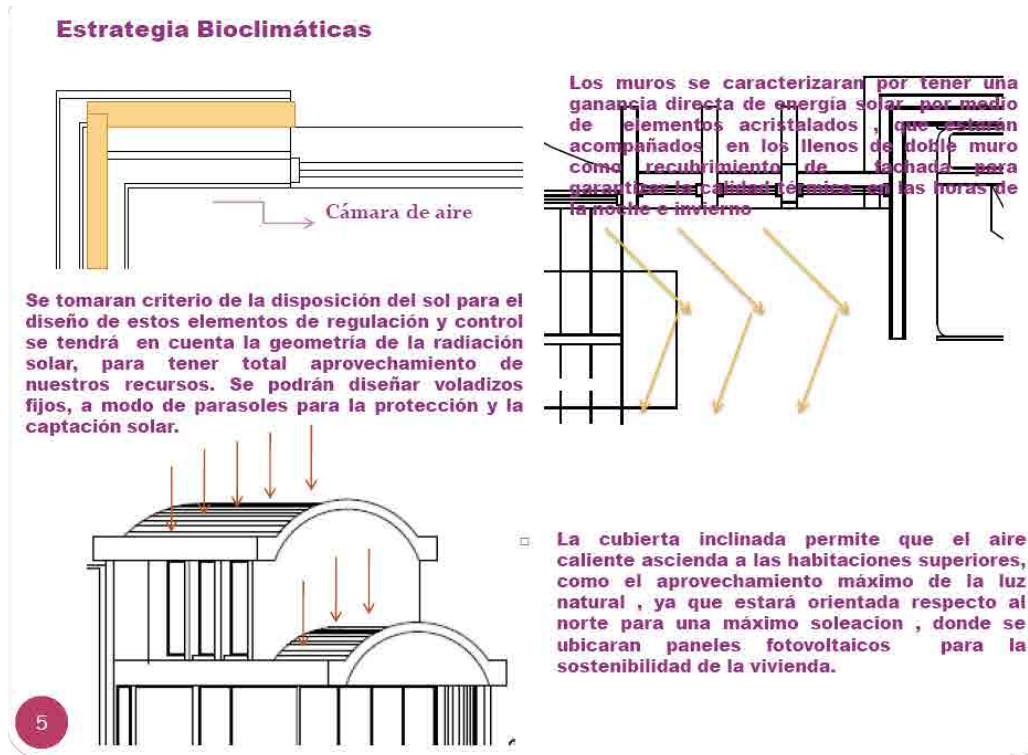 Estrategia Bioclimáticas
Los muros se caracterizaran por tener una
ganancia directa de energía solar por medio
de elementos acristalados , que estarán
acompañados en los llenos de doble muro
como recubrimiento de fachada para
garantizar la calidad térmica en las horas de
la noche e invierno
Cámara de aire
Se tomaran criterio de la disposición del sol para el
diseño de estos elementos de regulación y control
se tendrá en cuenta la geometría de la radiación
solar, para tener total aprovechamiento de
nuestros recursos. Se podrán diseñar voladizos
fijos, a modo de parasoles para la protección y la
captación solar.
La cubierta inclinada permite que el aire
caliente ascienda a las habitaciones superiores,
como el aprovechamiento máximo de la luz
natural , ya que estará orientada respecto al
norte para una máximo soleacion , donde se
ubicaran paneles fotovoltaicos para la
sostenibilidad de la vivienda.
5